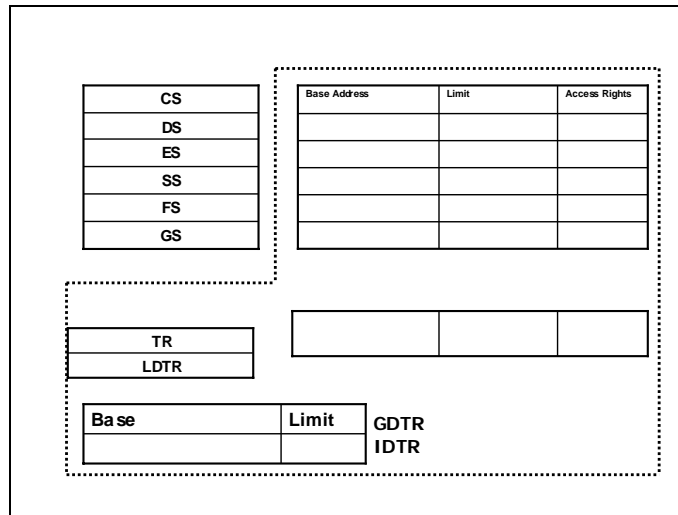 CS
Base Address Limit Access Rights
DS
ES
SS
FS
GS
TR
LDTR
Base Limit GDTR
IDTR